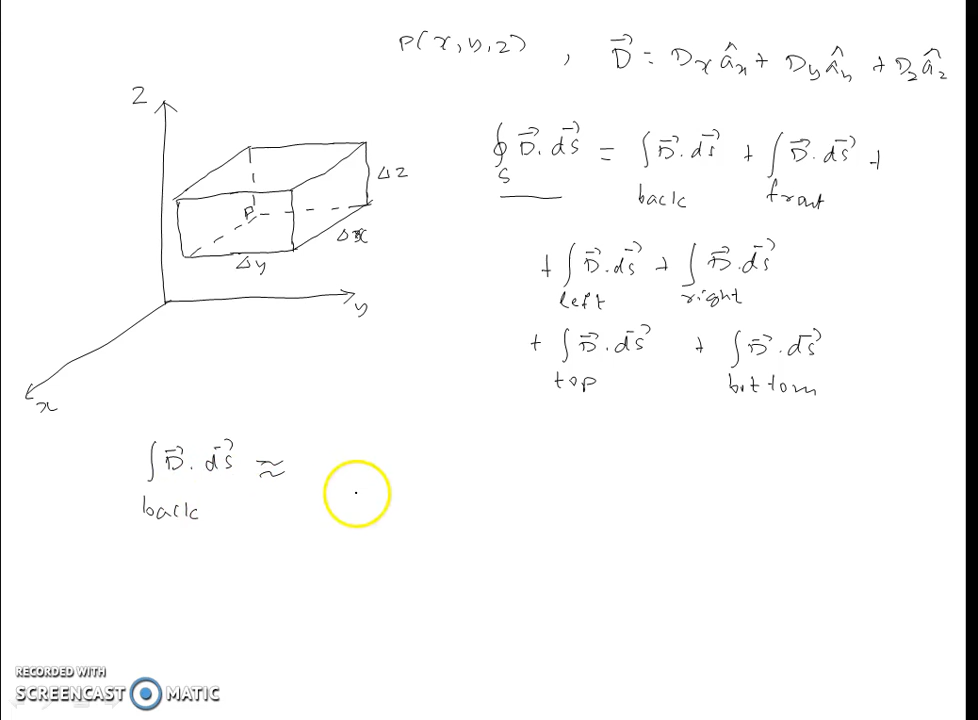 P(x,y,z) , D⃗ = Dx âx + Dy ây + Dz âz
z
∮ D⃗. ds⃗ = ∫ D⃗. ds⃗ + ∫ D⃗. ds⃗ +
S back front
Δz
P
Δx
Δy
+ ∫ D⃗. ds⃗ + ∫ D⃗. ds⃗
left right
y
+ ∫ D⃗. ds⃗ + ∫ D⃗. ds⃗
top bottom
x
∫ D⃗. ds⃗ ≈
back
RECORDED WITH
SCREENCAST MATIC